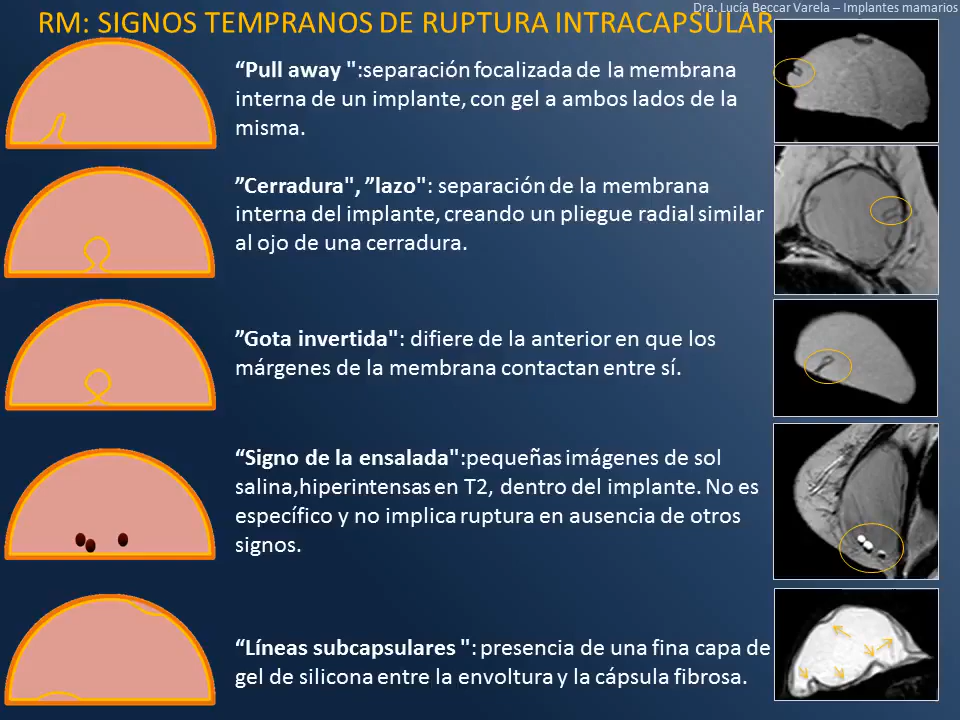 Dra. Lucía Beccar Varela – Implantes mamarios
RM: SIGNOS TEMPRANOS DE RUPTURA INTRACAPSULAR
“Pull away ":separación focalizada de la membrana
interna de un implante, con gel a ambos lados de la
misma.
”Cerradura", ”lazo": separación de la membrana
interna del implante, creando un pliegue radial similar
al ojo de una cerradura.
”Gota invertida": difiere de la anterior en que los
márgenes de la membrana contactan entre sí.
“Signo de la ensalada":pequeñas imágenes de sol
salina,hiperintensas en T2, dentro del implante. No es
específico y no implica ruptura en ausencia de otros
signos.
“Líneas subcapsulares ": presencia de una fina capa de
gel de silicona entre la envoltura y la cápsula fibrosa.